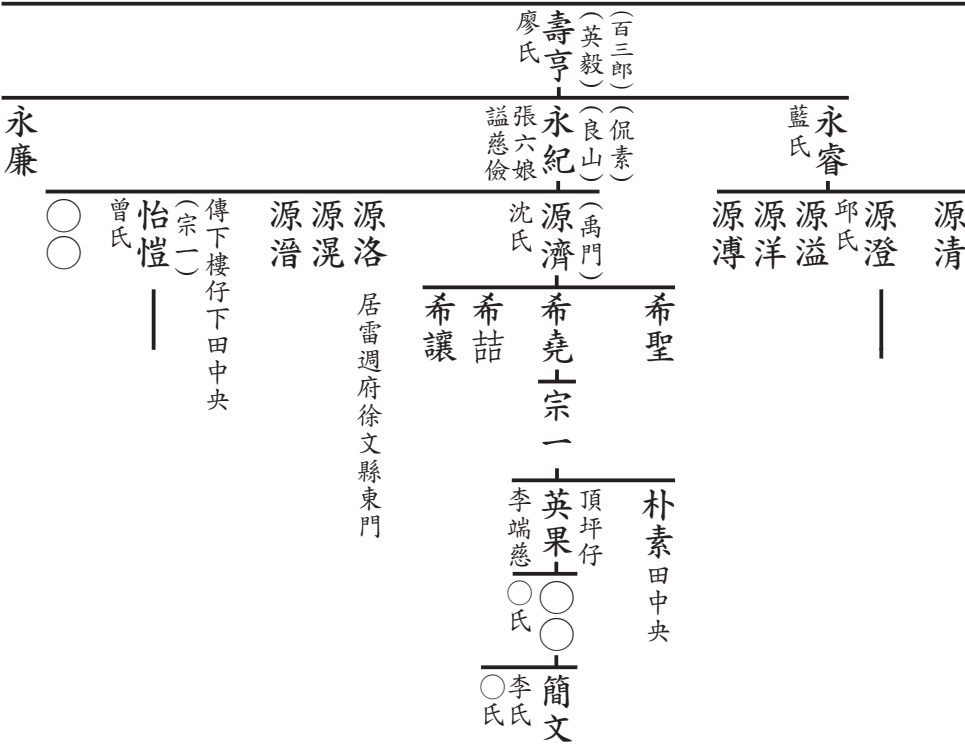 （百三郎）
（英毅）
壽亨
廖氏
永睿
藍氏
（侃素）
（良山）
永紀
張六娘
謚慈儉
永廉
源清
源澄
邱氏
源溢
源洋
源溥
（禹門）
源濟
沈氏
源洛
居雷週府徐文縣東門
源滉
源溍
傳下樓仔下田中央
（宗一）
怡愷
曾氏
○○
希聖
希堯
希喆
希讓
宗一
朴素田中央
頂坪仔
英果
李端慈
○○
○氏
簡文
李氏
○氏